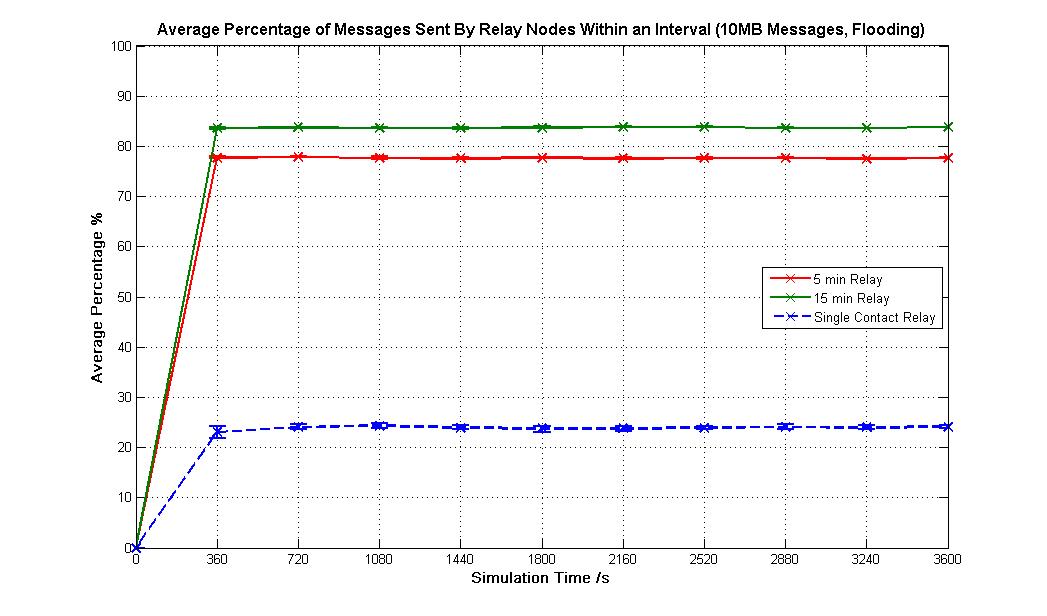 Average Percentage of Messages Sent By Relay Nodes Within an Interval (10MB Messages, Flooding)
100
90
80
70
60
50
40
30
20
10
0
Average Percentage %
5 min Relay
15 min Relay
Single Contact Relay
0 360 720 1080 1440 1800 2160 2520 2880 3240 3600
Simulation Time /s